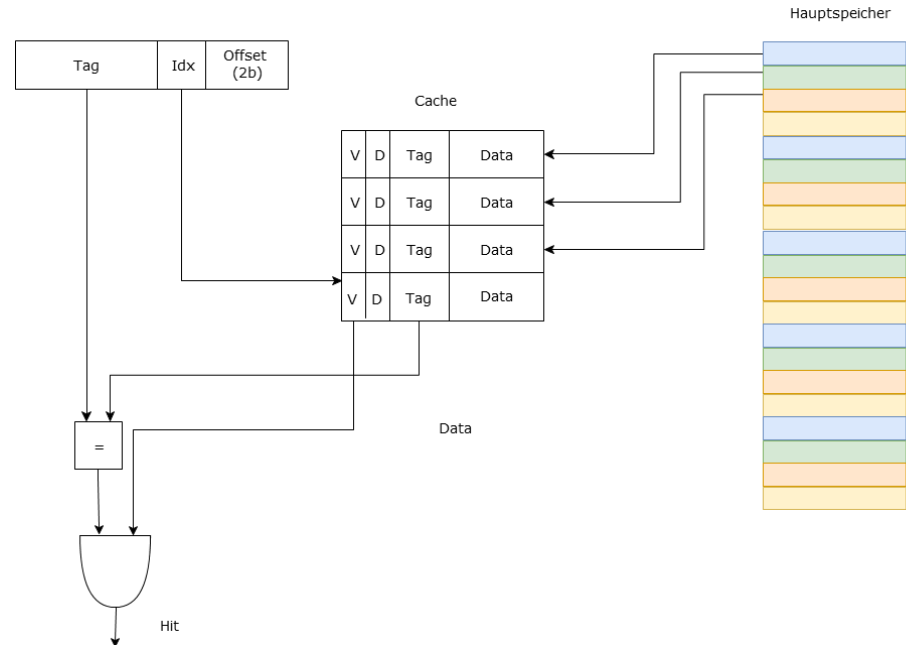 Hauptspeicher
Tag
Idx
Offset
(2b)
Cache
V D Tag Data
V D Tag Data
V D Tag Data
V D Tag Data
Data
=
Hit